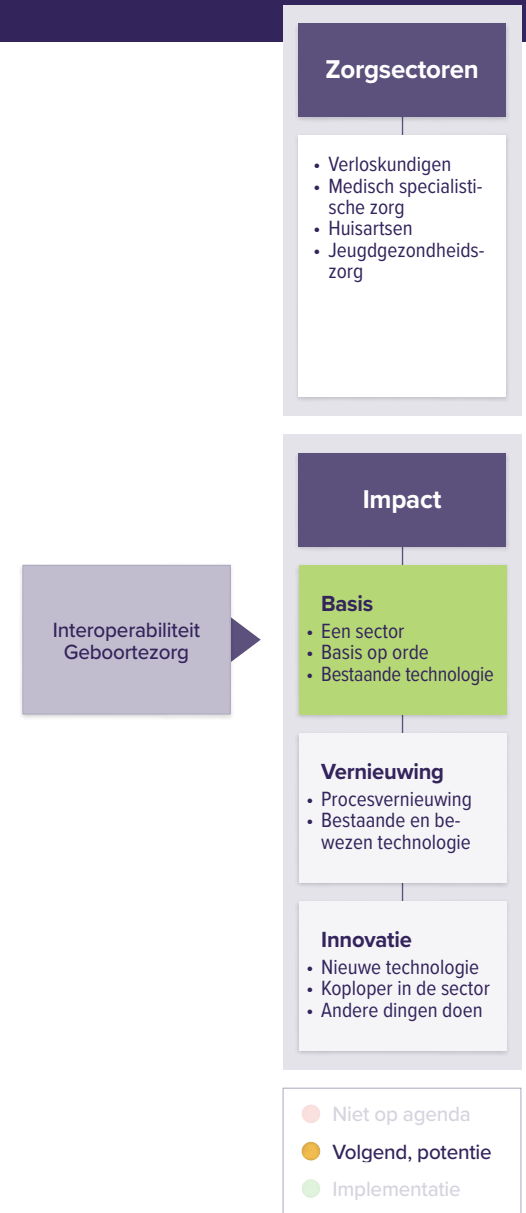 Zorgsectoren
• Verloskundigen
• Medisch specialisti-
sche zorg
• Huisartsen
• Jeugdgezondheids-
zorg
Impact
Interoperabiliteit
Geboortezorg
Basis
• Een sector
• Basis op orde
• Bestaande technologie
Vernieuwing
• Procesvernieuwing
• Bestaande en be-
wezen technologie
Innovatie
• Nieuwe technologie
• Koploper in de sector
• Andere dingen doen
Niet op agenda
Volgend, potentie
Implementatie